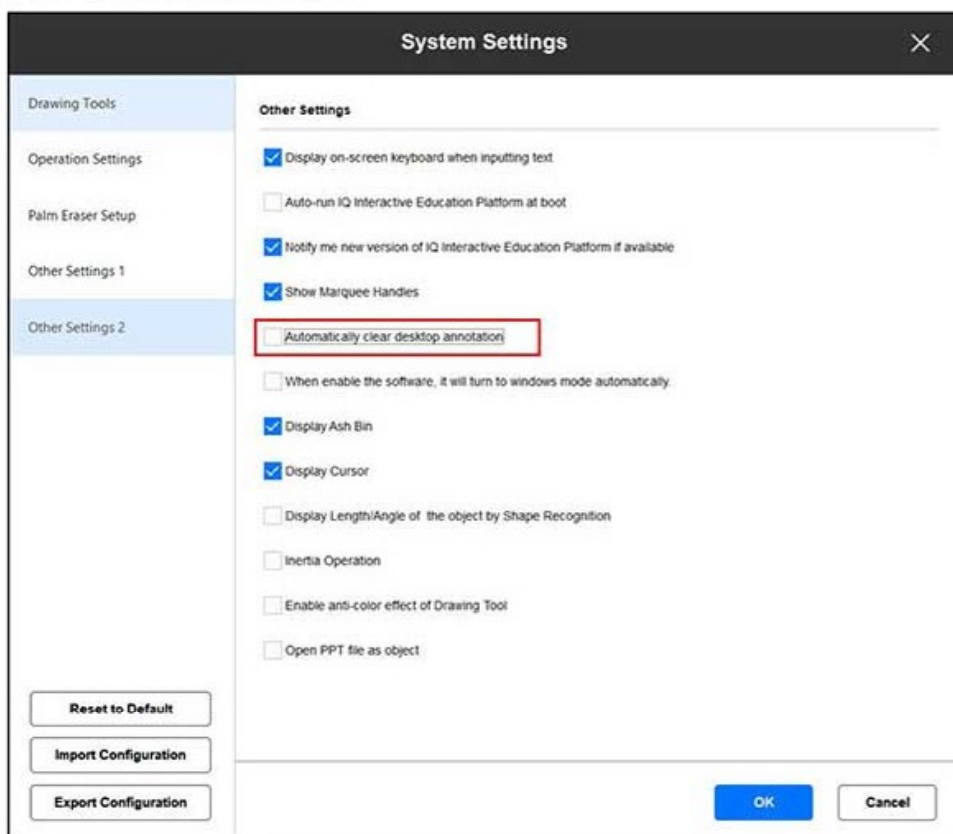 System Settings
Drawing Tools
Operation Settings
Palm Eraser Setup
Other Settings 1
Other Settings 2
Reset to Default
Import Configuration
Export Configuration
Other Settings
Display on-screen keyboard when inputting text
Auto-run IQ Interactive Education Platform at boot
Notify me new version of IQ Interactive Education Platform if available
Show Marquee Handles
Automatically clear desktop annotation
When enable the software, it will turn to windows mode automatically.
Display Ash Bin
Display Cursor
Display Length/Angle of the object by Shape Recognition
Inertia Operation
Enable anti-color effect of Drawing Tool
Open PPT file as object
OK
Cancel